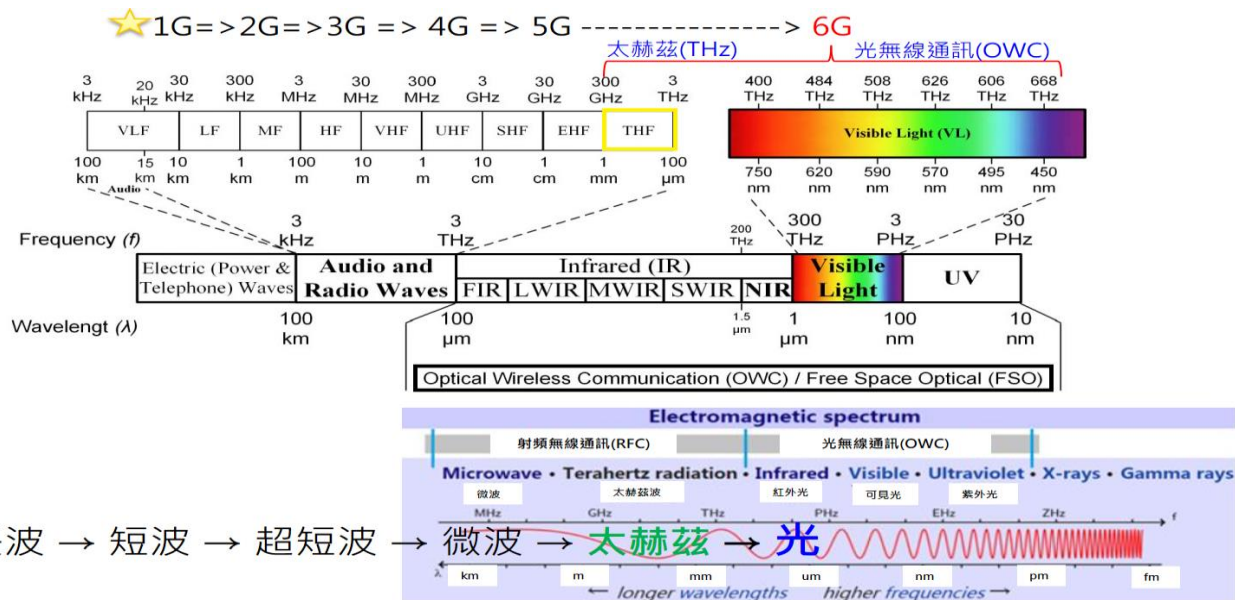 1G=>2G=>3G => 4G => 5G --------------> 6G
太赫茲(THz) 光無線通訊(OWC)
3 kHz 20 kHz 30 kHz 300 kHz 3 MHz 30 MHz 300 MHz 3 GHz 30 GHz 300 GHz 3 THz
400 THz 484 THz 508 THz 626 THz 606 THz 668 THz
VLF LF MF HF VHF UHF SHF EHF THF
Visible Light (VL)
100 km 15 km 10 km 1 km 100 m 10 m 1 m 10 cm 1 cm 1 mm 100 µm
750 nm 620 nm 590 nm 570 nm 495 nm 450 nm
Audio
Frequency (f) 3 kHz 3 THz 200 THz 300 THz 3 PHz 30 PHz
Electric (Power & Telephone) Waves
Audio and Radio Waves
Infrared (IR)
FIR LWIR MWIR SWIR NIR
Visible Light
UV
Wavelengt (λ) 100 km 100 µm 1.5 µm 1 µm 100 nm 10 nm
Optical Wireless Communication (OWC) / Free Space Optical (FSO)
Electromagnetic spectrum
射頻無線通訊(RFC) 光無線通訊(OWC)
Microwave • Terahertz radiation • Infrared • Visible • Ultraviolet • X-rays • Gamma rays
微波 太赫茲波 紅外光 可見光 紫外光
MHz GHz THz PHz EHz ZHz f
波 → 短波 → 超短波 → 微波 → 太赫茲 → 光
λ km m mm um nm pm fm
← longer wavelengths higher frequencies →